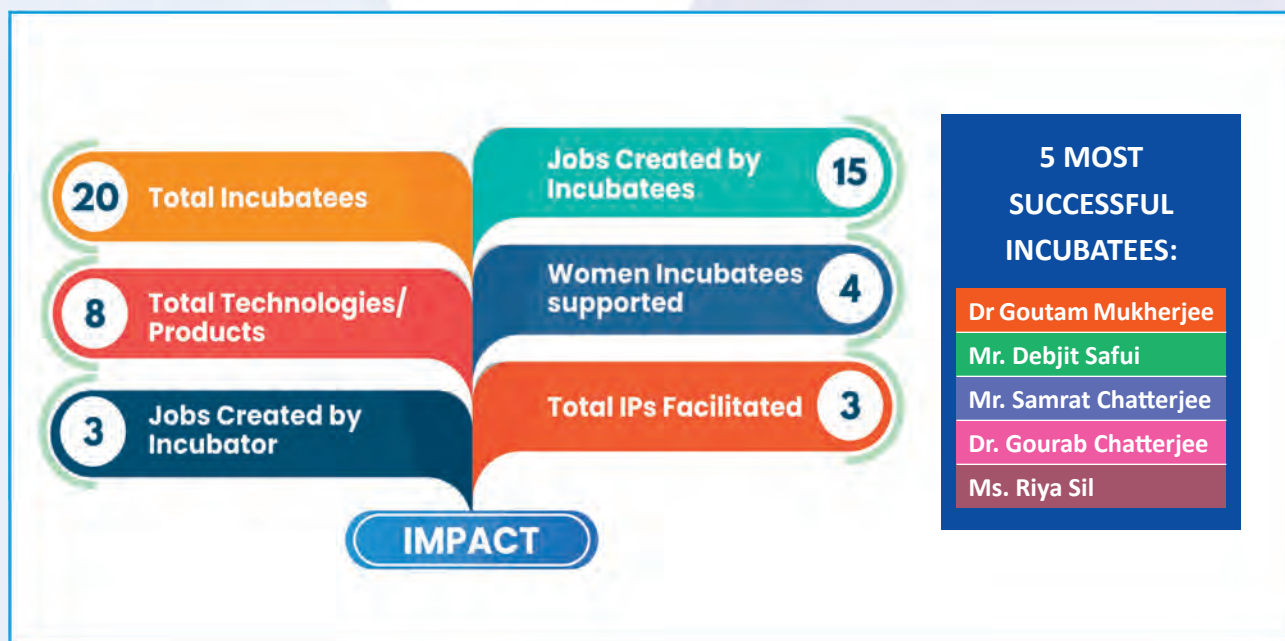 20
Total Incubatees
8
Total Technologies/
Products
3
Jobs Created by
Incubator
Jobs Created by
Incubatees
15
Women Incubatees
supported
4
Total IPs Facilitated
3
IMPACT
5 MOST
SUCCESSFUL
INCUBATEES:
Dr Goutam Mukherjee
Mr. Debjit Safui
Mr. Samrat Chatterjee
Dr. Gourab Chatterjee
Ms. Riya Sil